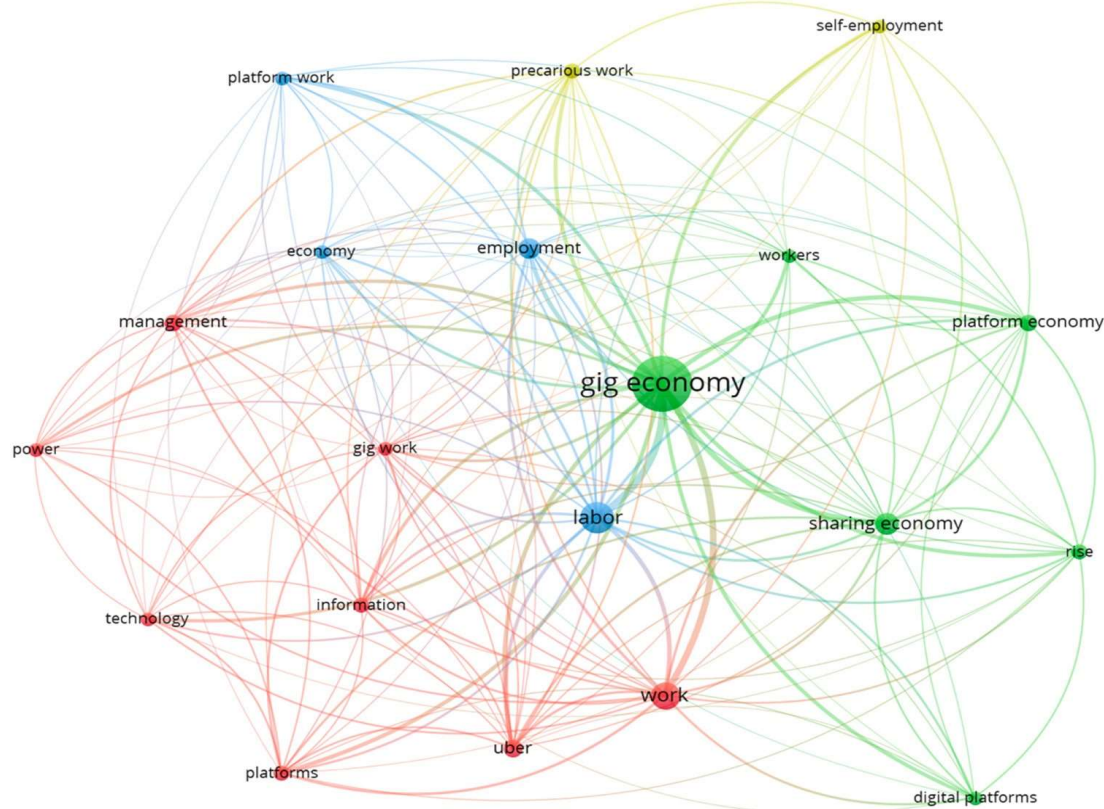 self-employment
precarious work
platform work
employment
economy
workers
management
platform economy
gig economy
power
gig work
labor
sharing economy
rise
information
technology
work
uber
platforms
digital platforms